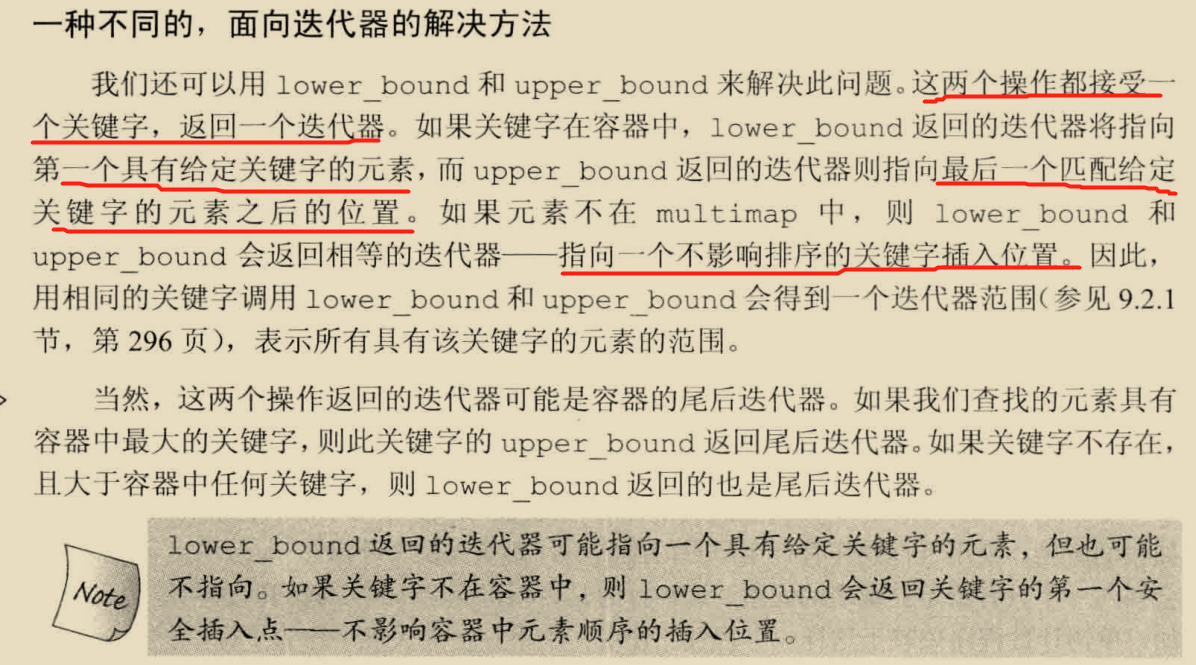 一种不同的，面向迭代器的解决方法
我们还可以用 lower_bound 和 upper_bound 来解决此问题。这两个操作都接受一
个关键字，返回一个迭代器。如果关键字在容器中，lower_bound 返回的迭代器将指向
第一个具有给定关键字的元素，而 upper_bound 返回的迭代器则指向最后一个匹配给定
关键字的元素之后的位置。如果元素不在 multimap 中，则 lower_bound 和
upper_bound 会返回相等的迭代器——指向一个不影响排序的关键字插入位置。因此，
用相同的关键字调用 lower_bound 和 upper_bound 会得到一个迭代器范围（参见 9.2.1
节，第 296 页），表示所有具有该关键字的元素的范围。
当然，这两个操作返回的迭代器可能是容器的尾后迭代器。如果我们查找的元素具有
容器中最大的关键字，则此关键字的 upper_bound 返回尾后迭代器。如果关键字不存在，
且大于容器中任何关键字，则 lower_bound 返回的也是尾后迭代器。
Note
lower_bound 返回的迭代器可能指向一个具有给定关键字的元素，但也可能
不指向。如果关键字不在容器中，则 lower_bound 会返回关键字的第一个安
全插入点——不影响容器中元素顺序的插入位置。